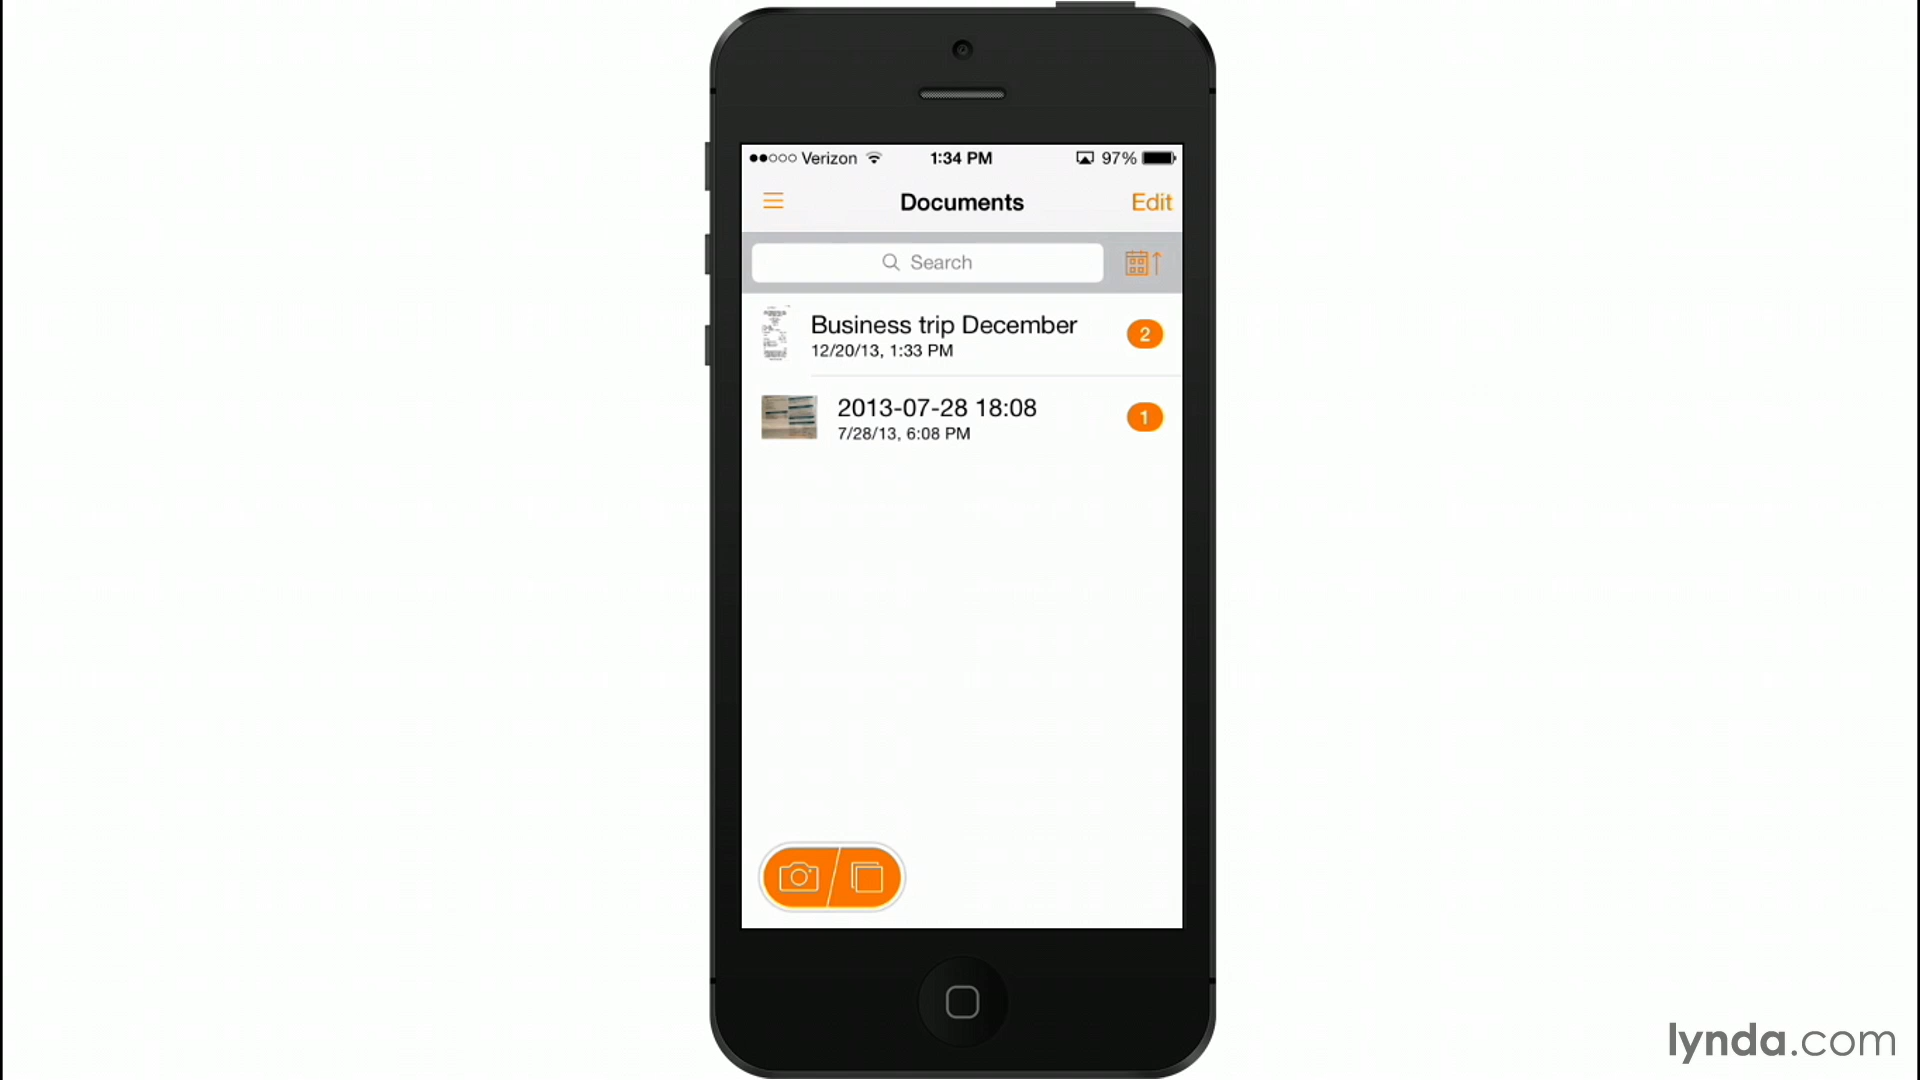 Verizon 1:34 PM 97%
Documents Edit
Search
Business trip December
12/20/13, 1:33 PM
2
2013-07-28 18:08
7/28/13, 6:08 PM
1
lynda.com